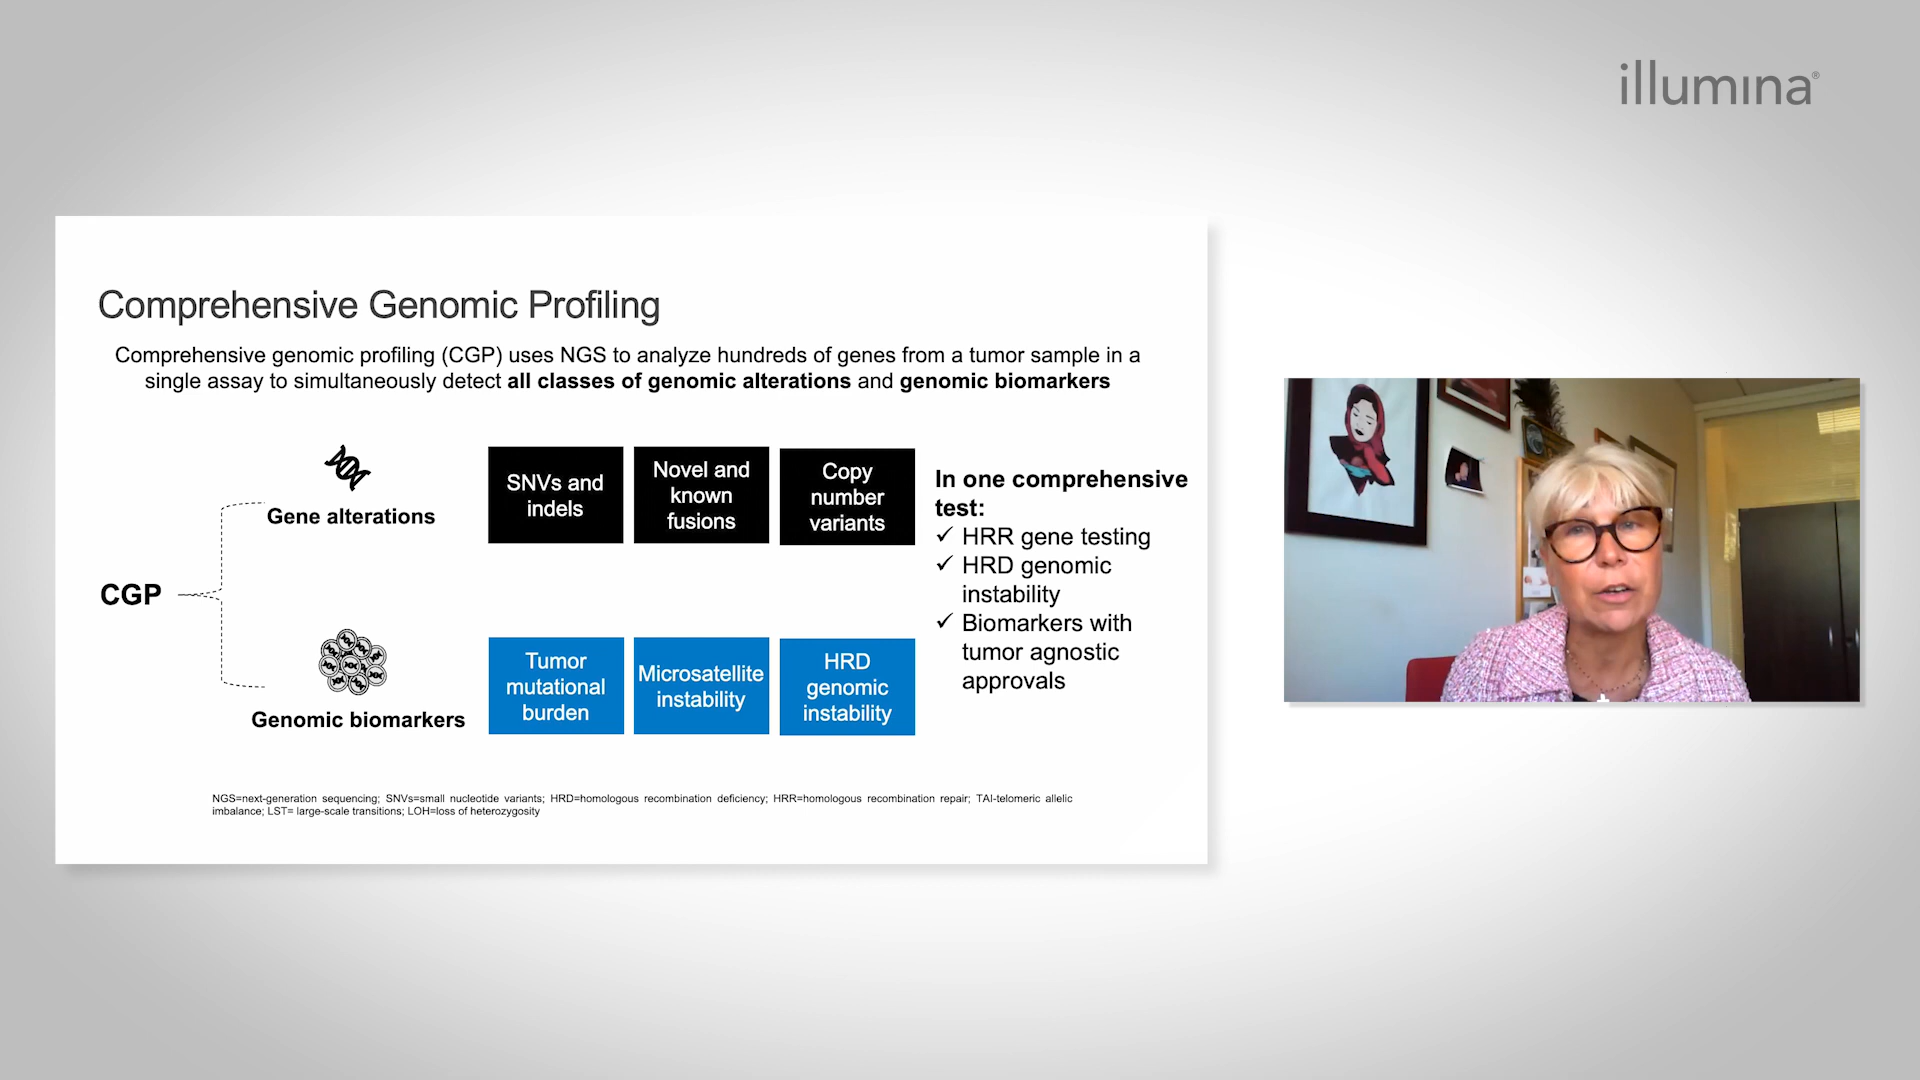 illumina®
Comprehensive Genomic Profiling
Comprehensive genomic profiling (CGP) uses NGS to analyze hundreds of genes from a tumor sample in a
single assay to simultaneously detect all classes of genomic alterations and genomic biomarkers
CGP
Gene alterations
SNVs and
indels
Novel and
known
fusions
Copy
number
variants
Genomic biomarkers
Tumor
mutational
burden
Microsatellite
instability
HRD
genomic
instability
In one comprehensive
test:
✓ HRR gene testing
✓ HRD genomic
instability
✓ Biomarkers with
tumor agnostic
approvals
NGS=next-generation sequencing; SNVs=small nucleotide variants; HRD=homologous recombination deficiency; HRR=homologous recombination repair; TAI-telomeric allelic
imbalance; LST= large-scale transitions; LOH=loss of heterozygosity